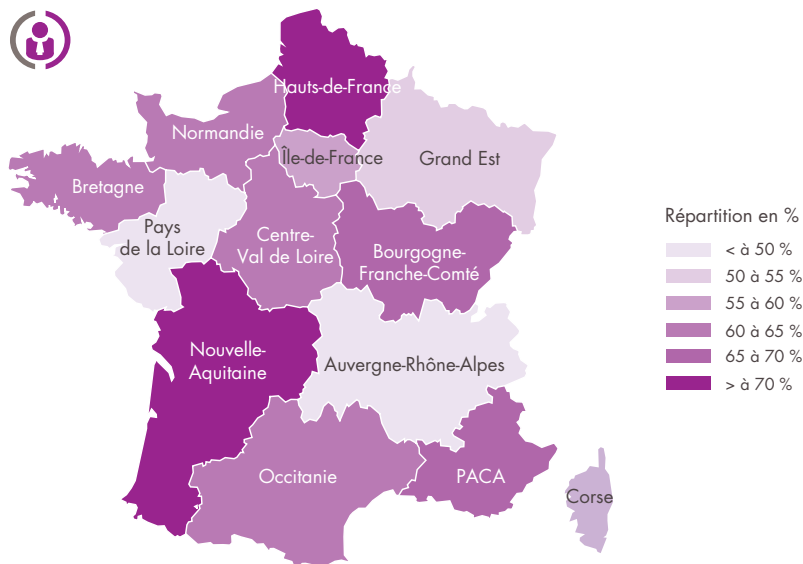 Hauts-de-France
Normandie
Île-de-France
Grand Est
Bretagne
Pays
de la Loire
Centre-
Val de Loire
Bourgogne-
Franche-Comté
Nouvelle-
Aquitaine
Auvergne-Rhône-Alpes
Occitanie
PACA
Corse
Répartition en %
< à 50 %
50 à 55 %
55 à 60 %
60 à 65 %
65 à 70 %
> à 70 %